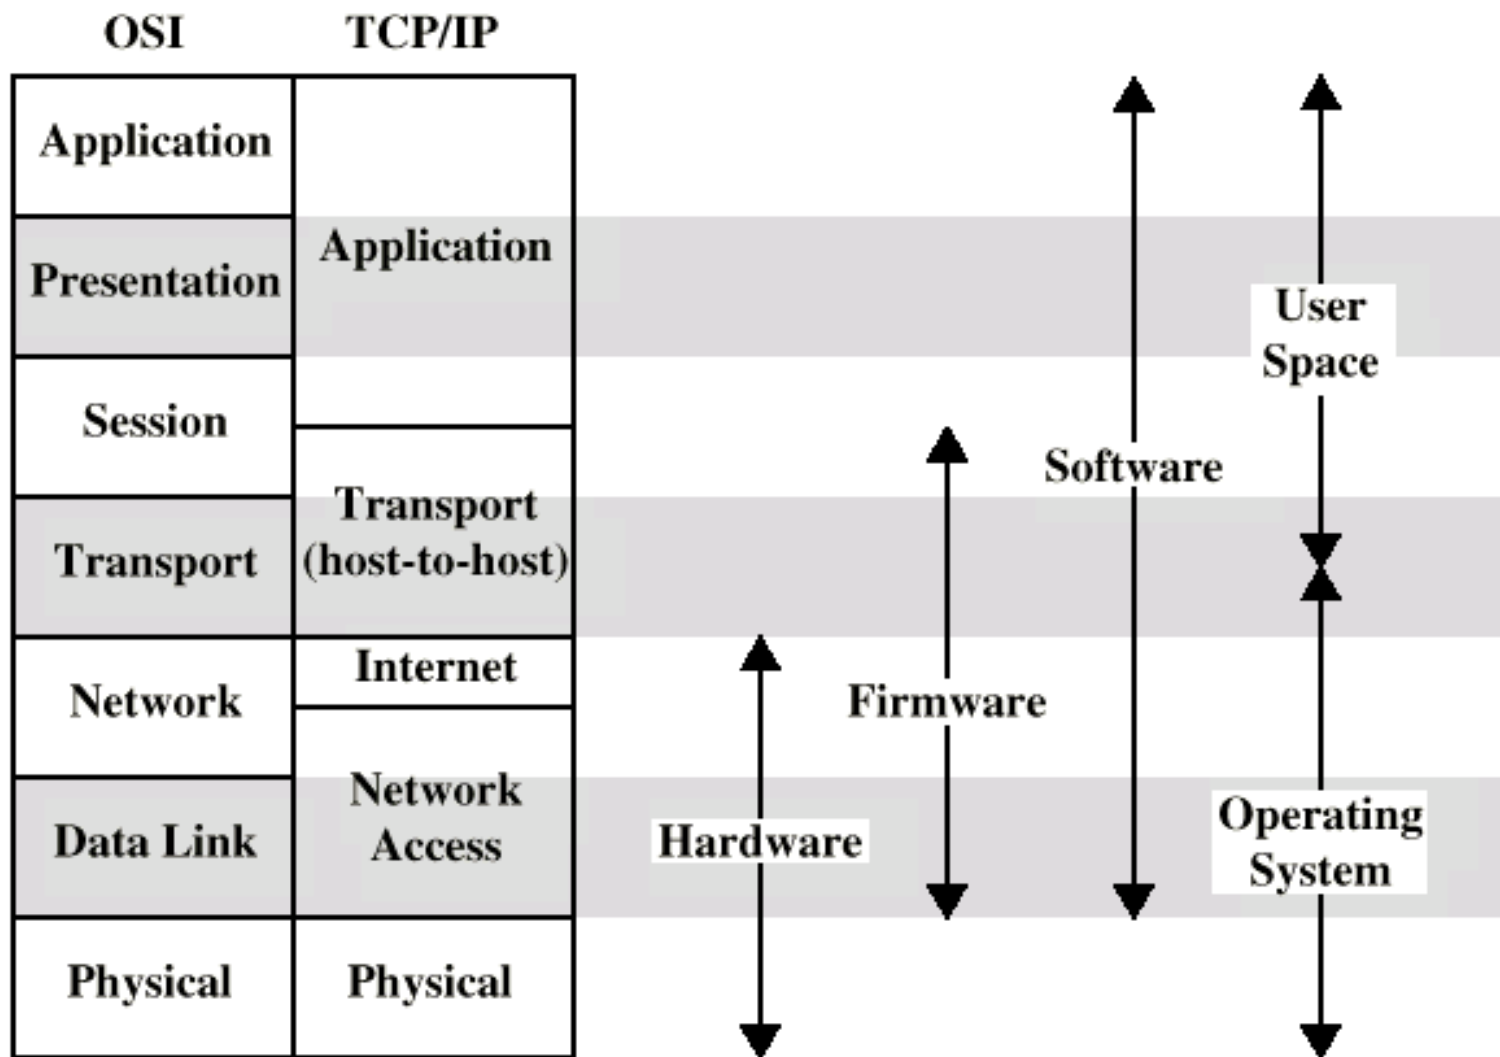 OSI
TCP/IP
Application
Presentation
Session
Transport
Network
Data Link
Physical
Application
Transport
(host-to-host)
Internet
Network
Access
Physical
Hardware
Firmware
Software
User
Space
Operating
System